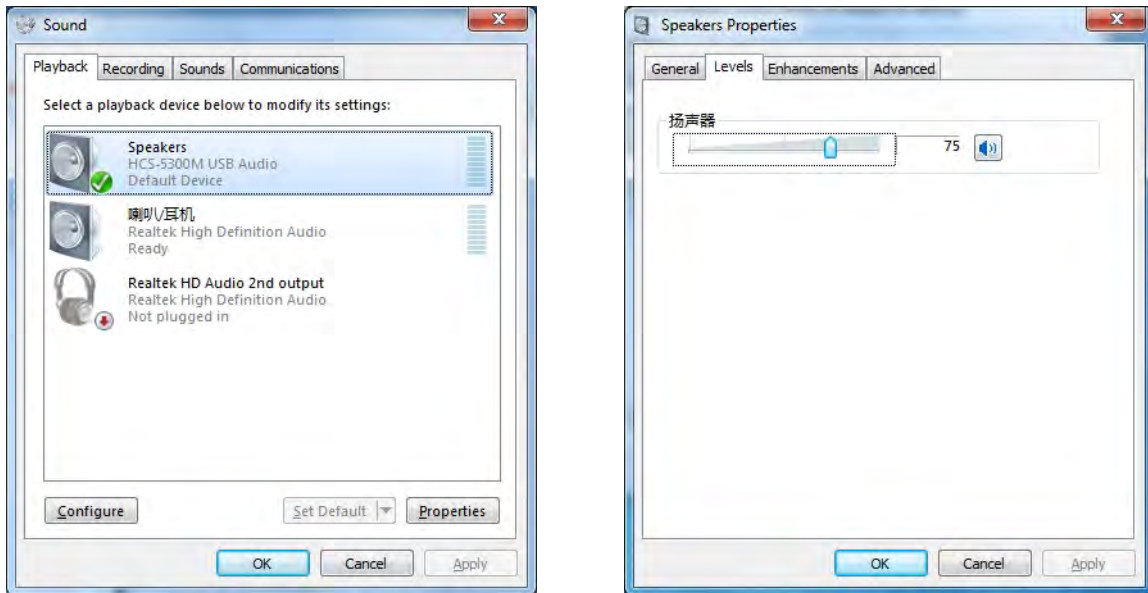 Sound
Playback Recording Sounds Communications
Select a playback device below to modify its settings:
Speakers
HCS-5300M USB Audio
Default Device
喇叭/耳机
Realtek High Definition Audio
Ready
Realtek HD Audio 2nd output
Realtek High Definition Audio
Not plugged in
Configure Set Default Properties
OK Cancel Apply
Speakers Properties
General Levels Enhancements Advanced
扬声器
75
OK Cancel Apply